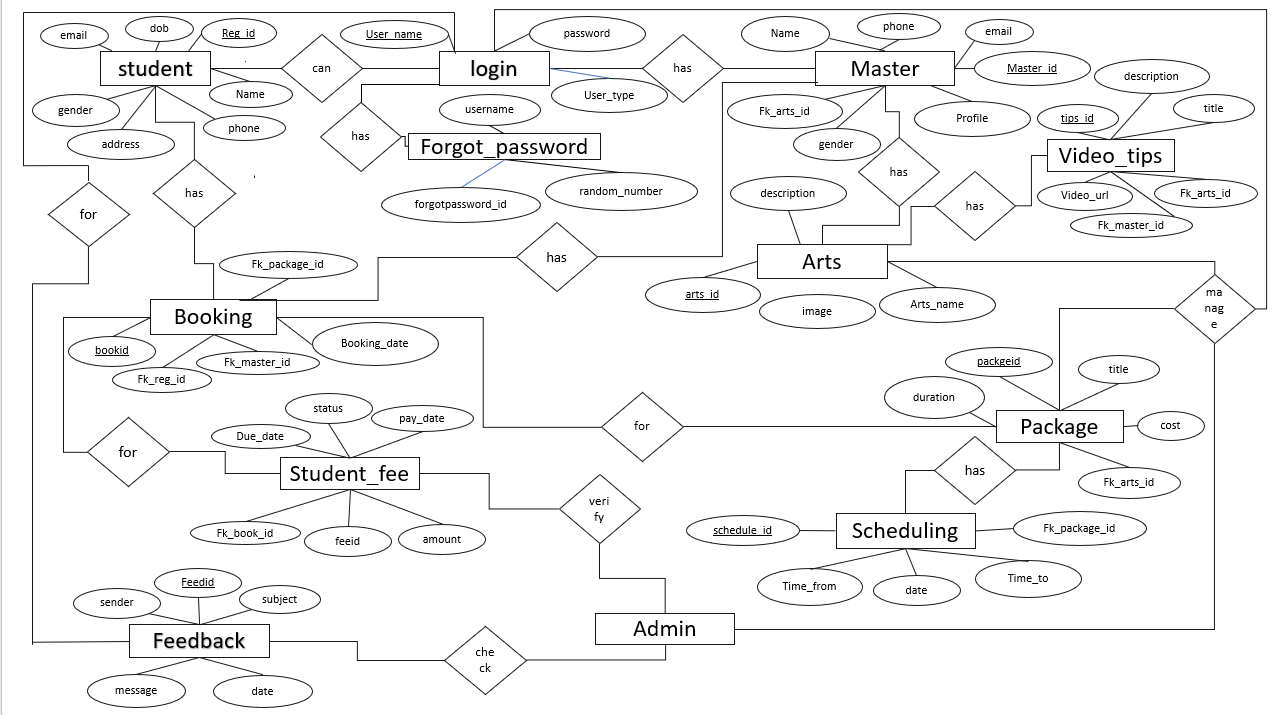 email
dob
Reg_id
User_name
password
Name
phone
email
student
can
login
has
Master
Master_id
description
Name
User_type
gender
phone
address
username
Fk_arts_id
Profile
tips_id
title
has
Forgot_password
gender
Video_tips
has
has
random_number
forgotpassword_id
description
has
Video_url
Fk_arts_id
Fk_master_id
for
Fk_package_id
has
Arts
arts_id
image
Arts_name
ma
nag
e
Booking
bookid
Booking_date
Fk_master_id
Fk_reg_id
packgeid
title
duration
status
pay_date
Due_date
for
Package
cost
for
Student_fee
has
Fk_arts_id
veri
fy
Fk_book_id
feeid
amount
schedule_id
Scheduling
Fk_package_id
Time_from
date
Time_to
Feedid
sender
subject
Admin
Feedback
che
ck
message
date